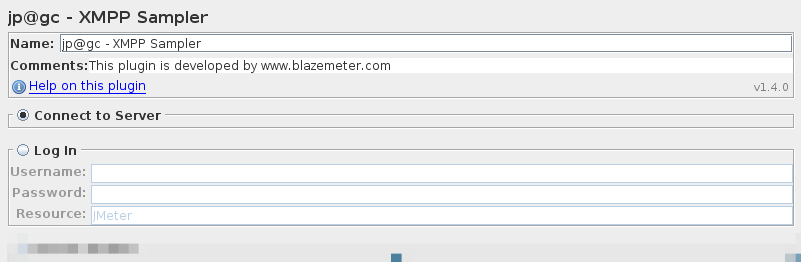 jp@gc - XMPP Sampler
Name: jp@gc - XMPP Sampler
Comments:This plugin is developed by www.blazemeter.com
Help on this plugin v1.4.0
Connect to Server
Log In
Username:
Password:
Resource: jMeter